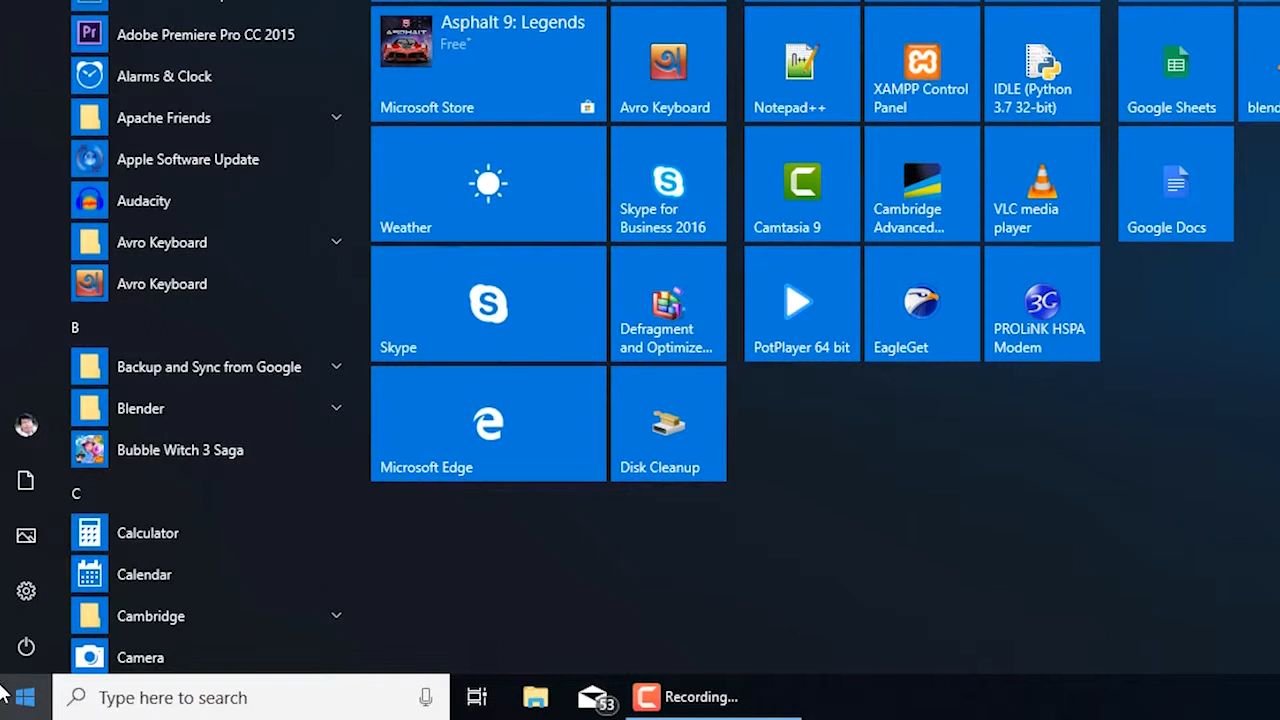 Adobe Premiere Pro CC 2015
Alarms & Clock
Apache Friends
Apple Software Update
Audacity
Avro Keyboard
Avro Keyboard
B
Backup and Sync from Google
Blender
Bubble Witch 3 Saga
C
Calculator
Calendar
Cambridge
Camera
Asphalt 9: Legends
Free*
Microsoft Store
Avro Keyboard
Notepad++
XAMPP Control
Panel
IDLE (Python
3.7 32-bit)
Google Sheets
Weather
Skype for
Business 2016
Camtasia 9
Cambridge
Advanced...
VLC media
player
Google Docs
Skype
Defragment
and Optimize...
PotPlayer 64 bit
EagleGet
3G
PROLiNK HSPA
Modem
Microsoft Edge
Disk Cleanup
Type here to search
53
Recording...